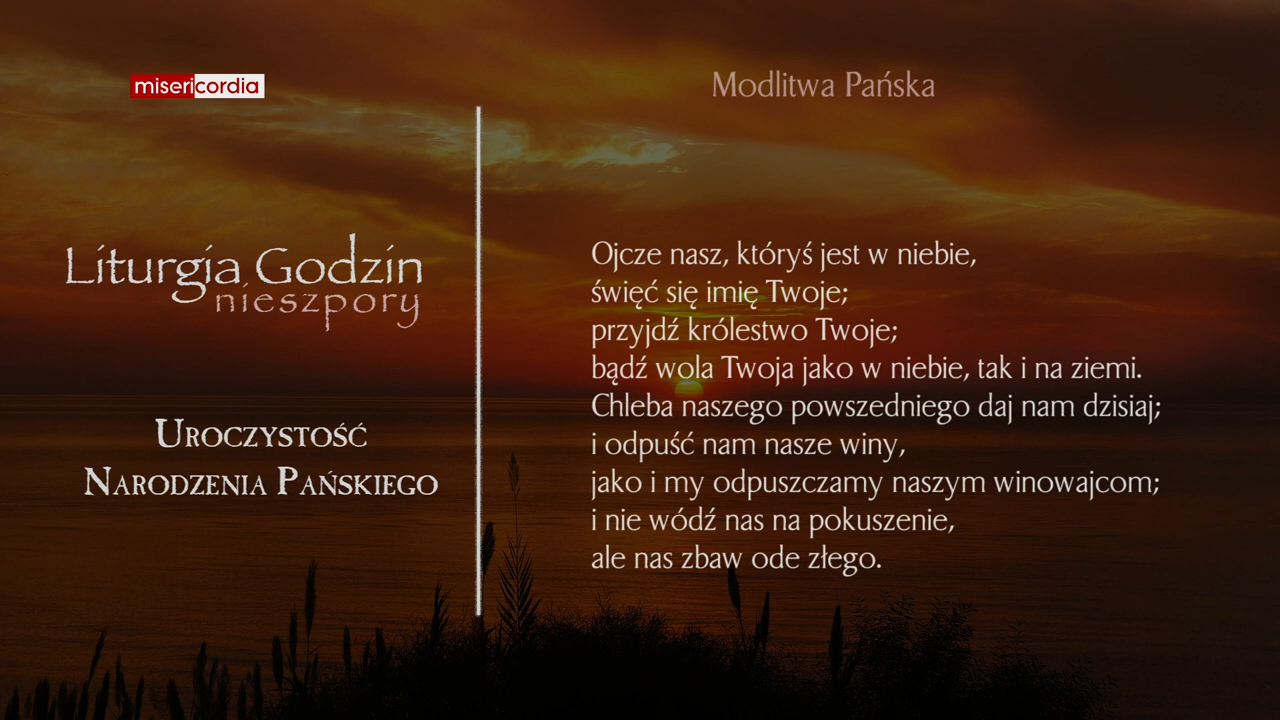 misericordia
Liturgia Godzin
nieszpory
Uroczystość
Narodzenia Pańskiego
Modlitwa Pańska
Ojcze nasz, któryś jest w niebie,
święć się imię Twoje;
przyjdź królestwo Twoje;
bądź wola Twoja jako w niebie, tak i na ziemi.
Chleba naszego powszedniego daj nam dzisiaj;
i odpuść nam nasze winy,
jako i my odpuszczamy naszym winowajcom;
i nie wódź nas na pokuszenie,
ale nas zbaw ode złego.